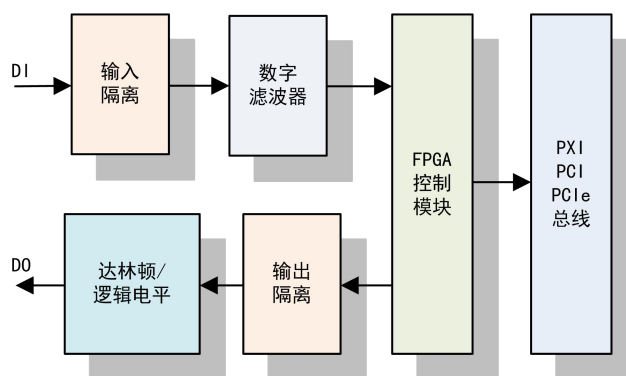 DI
输入
隔离
数字
滤波器
FPGA
控制
模块
PXI
PCI
PCIe
总线
DO
达林顿/
逻辑电平
输出
隔离